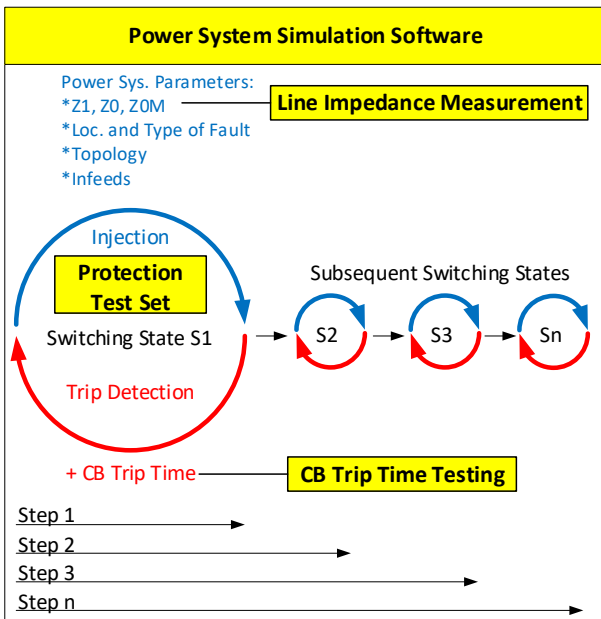 Power System Simulation Software
Power Sys. Parameters:
*Z1, Z0, Z0M
Line Impedance Measurement
*Loc. and Type of Fault
*Topology
*Infeeds
Injection
Protection
Test Set
Switching State S1
Trip Detection
Subsequent Switching States
S2
S3
Sn
+ CB Trip Time
CB Trip Time Testing
Step 1
Step 2
Step 3
Step n